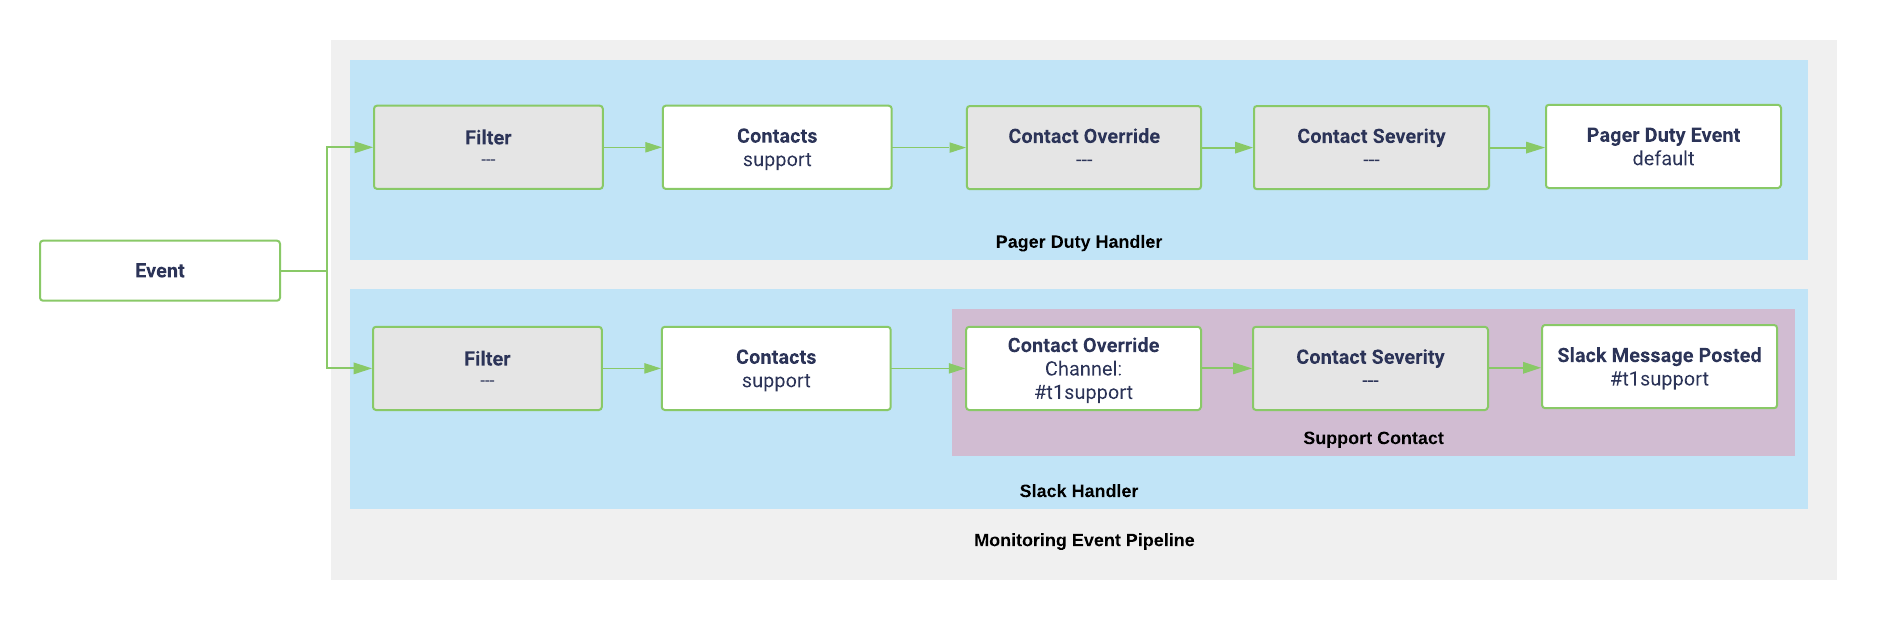 Filter
---
Contacts
support
Contact Override
---
Contact Severity
---
Pager Duty Event
default
Pager Duty Handler
Event
Filter
---
Contacts
support
Contact Override
Channel:
#t1support
Contact Severity
---
Slack Message Posted
#t1support
Support Contact
Slack Handler
Monitoring Event Pipeline